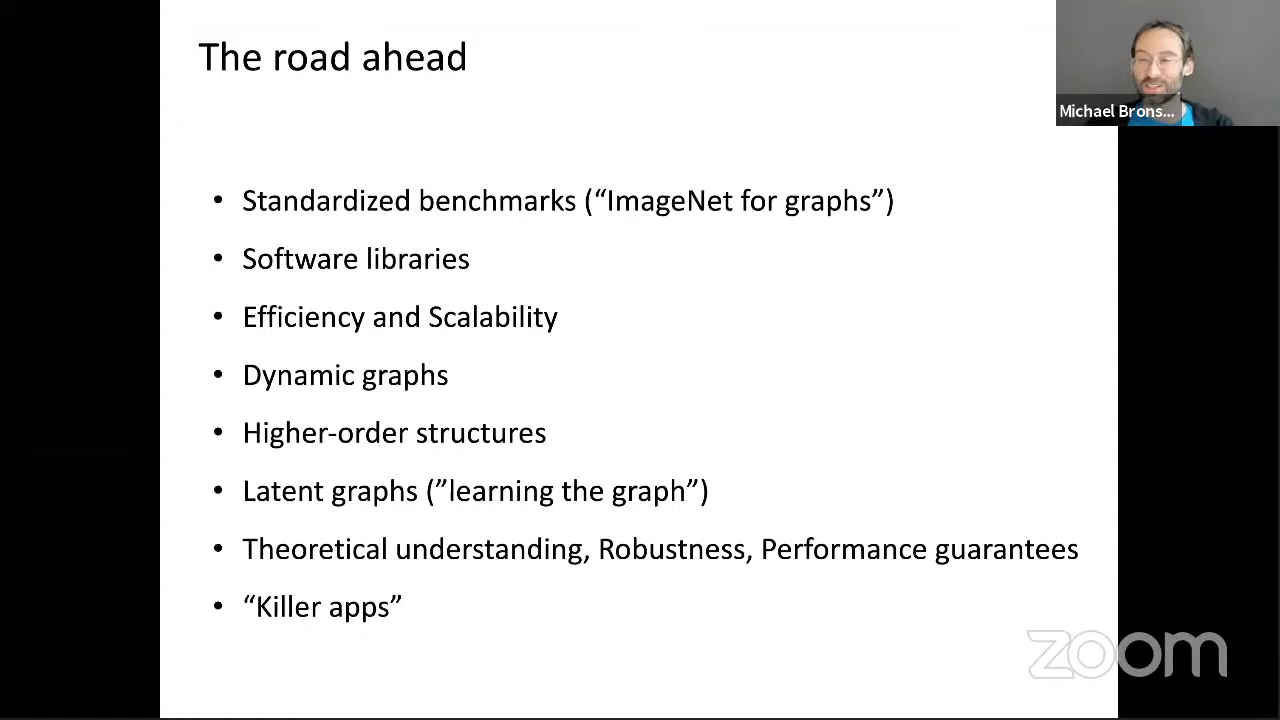 The road ahead
Michael Brons...
• Standardized benchmarks (“ImageNet for graphs”)
• Software libraries
• Efficiency and Scalability
• Dynamic graphs
• Higher-order structures
• Latent graphs (”learning the graph”)
• Theoretical understanding, Robustness, Performance guarantees
• “Killer apps”
zoom